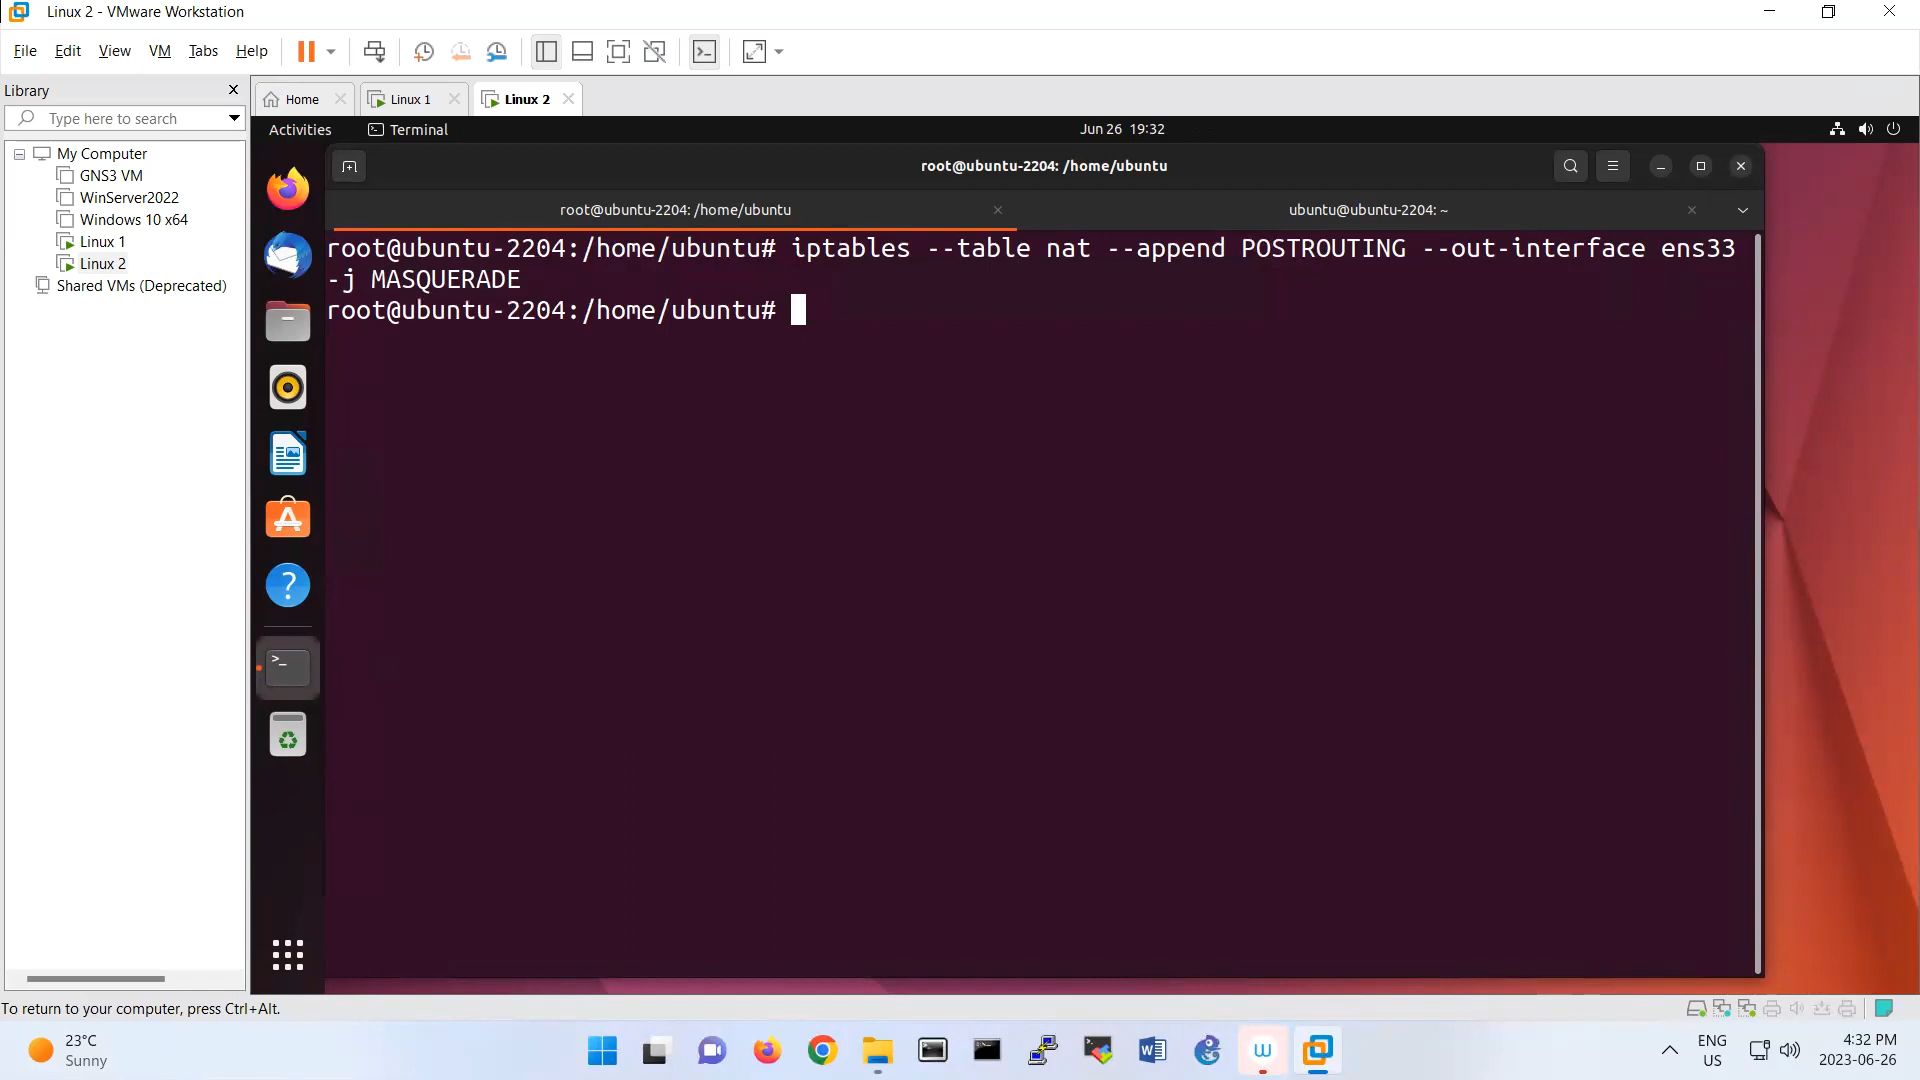 Linux 2 - VMware Workstation
File Edit View VM Tabs Help
Library
Type here to search
My Computer
GNS3 VM
WinServer2022
Windows 10 x64
Linux 1
Linux 2
Shared VMs (Deprecated)
Home Linux 1 Linux 2
Activities Terminal Jun 26 19:32
root@ubuntu-2204: /home/ubuntu
root@ubuntu-2204: /home/ubuntu ubuntu@ubuntu-2204: ~
root@ubuntu-2204:/home/ubuntu# iptables --table nat --append POSTROUTING --out-interface ens33
-j MASQUERADE
root@ubuntu-2204:/home/ubuntu#
To return to your computer, press Ctrl+Alt.
23°C
Sunny
ENG
US
4:32 PM
2023-06-26